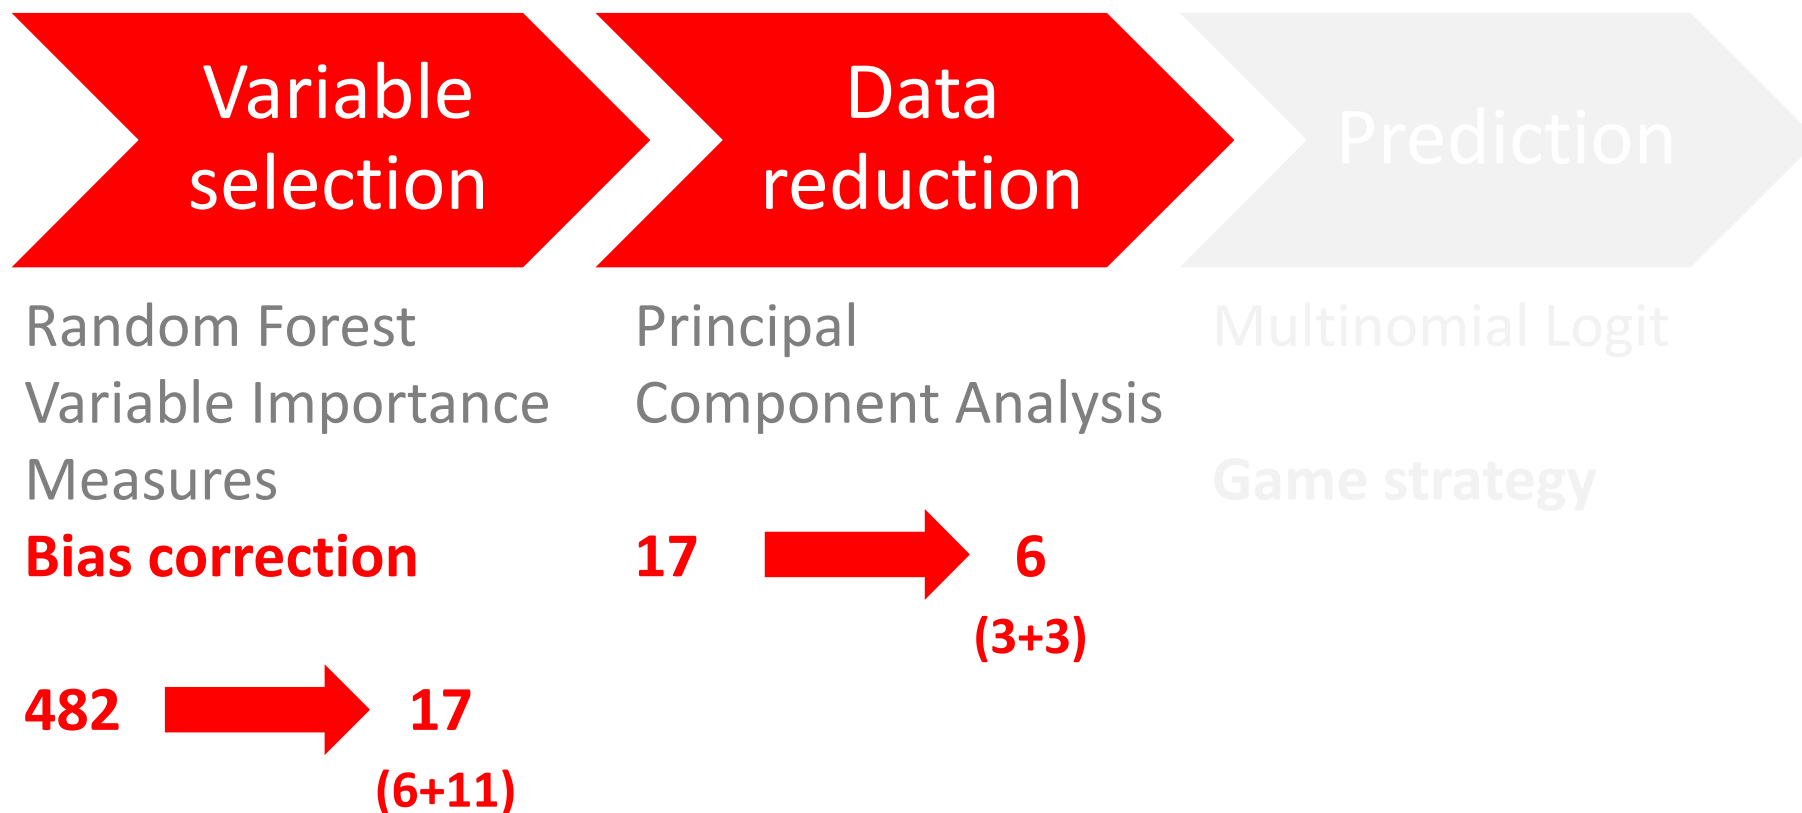 Variable
selection
Random Forest
Variable Importance
Measures
Bias correction
482 17
(6+11)
Data
reduction
Principal
Component Analysis
17 6
(3+3)
Prediction
Multinomial Logit
Game strategy